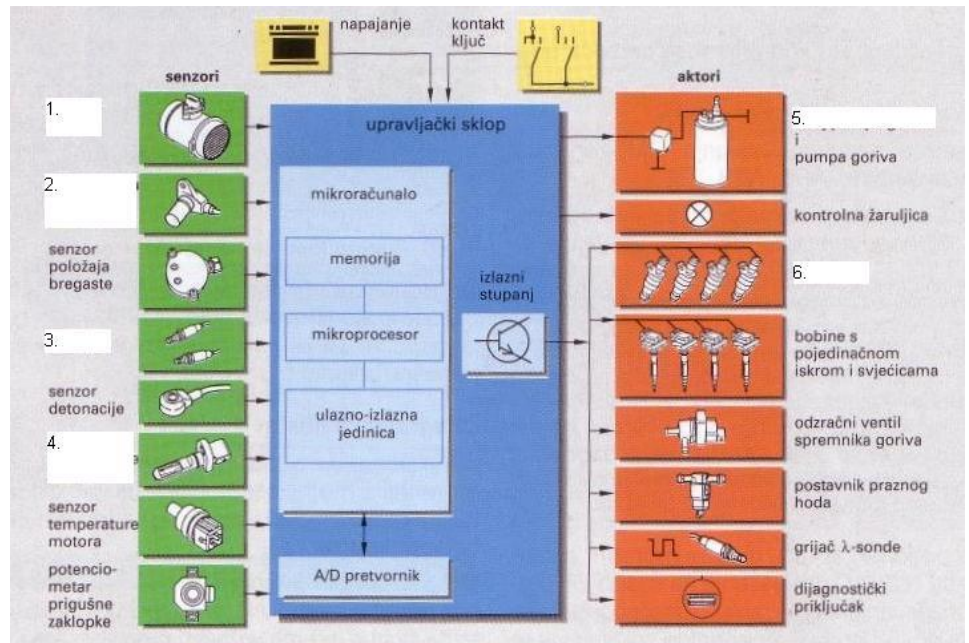 napajanje
kontakt
ključ
senzori
aktori
1.
upravljački sklop
5.
i
pumpa goriva
2.
mikroračunalo
kontrolna žaruljica
senzor
položaja
bregaste
memorija
izlazni
stupanj
6.
3.
mikroprocesor
bobine s
pojedinačnom
iskrom i svjećicama
senzor
detonacije
ulazno-izlazna
jedinica
odzračni ventil
spremnika goriva
4.
senzor
temperature
motora
postavnik praznog
hoda
grijač λ-sonde
potencio-
metar
prigušne
zaklopke
A/D pretvornik
dijagnostički
priključak